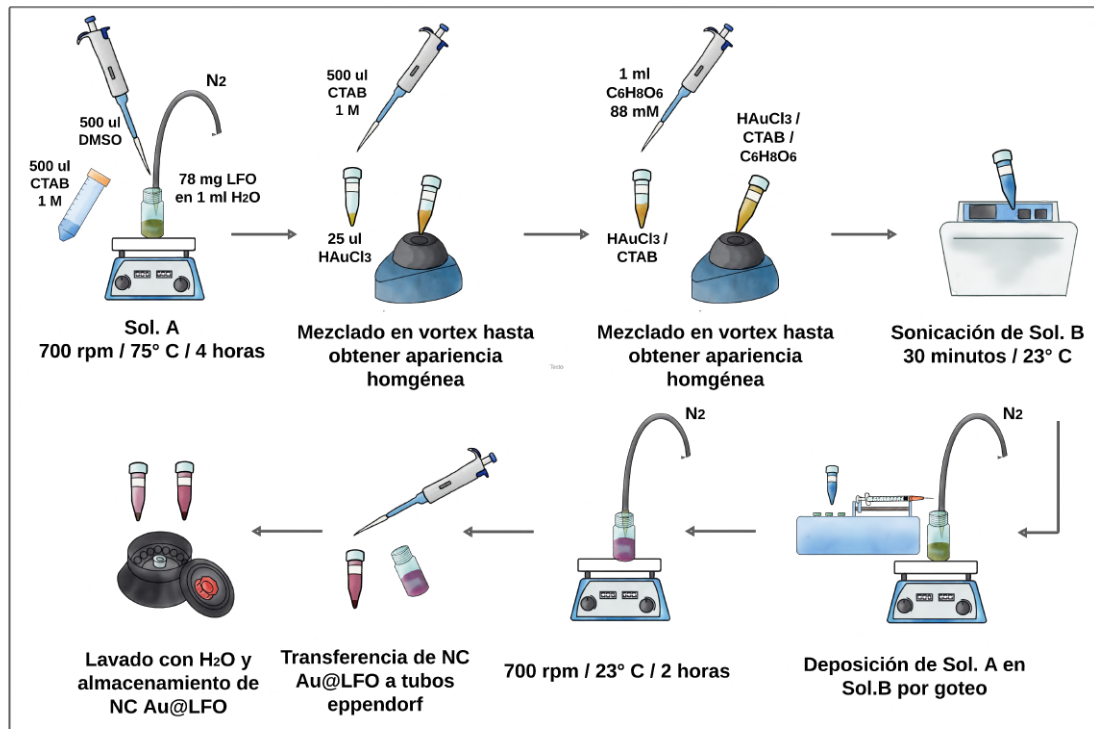 N2
500 ul
DMSO
500 ul
CTAB
1 M
78 mg LFO
en 1 ml H2O
Sol. A
700 rpm / 75° C / 4 horas
500 ul
CTAB
1 M
25 ul
HAuCl3
Mezclado en vortex hasta
obtener apariencia
homgénea
1 ml
C6H8O6
88 mM
HAuCl3 /
CTAB /
C6H8O6
HAuCl3 /
CTAB
Mezclado en vortex hasta
obtener apariencia
homgénea
Sonicación de Sol. B
30 minutos / 23° C
Texto
N2
Deposición de Sol. A en
Sol.B por goteo
N2
700 rpm / 23° C / 2 horas
Transferencia de NC
Au@LFO a tubos
eppendorf
Lavado con H2O y
almacenamiento de
NC Au@LFO